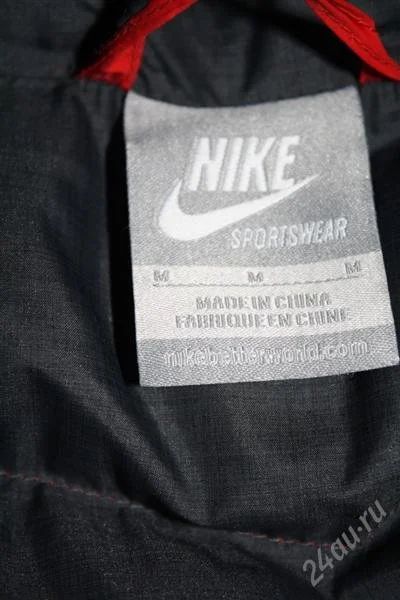 NIKE
SPORTSWEAR
M M M
MADE IN CHINA
FABRIQUE EN CHINE
nikebetterworld.com
24au.ru